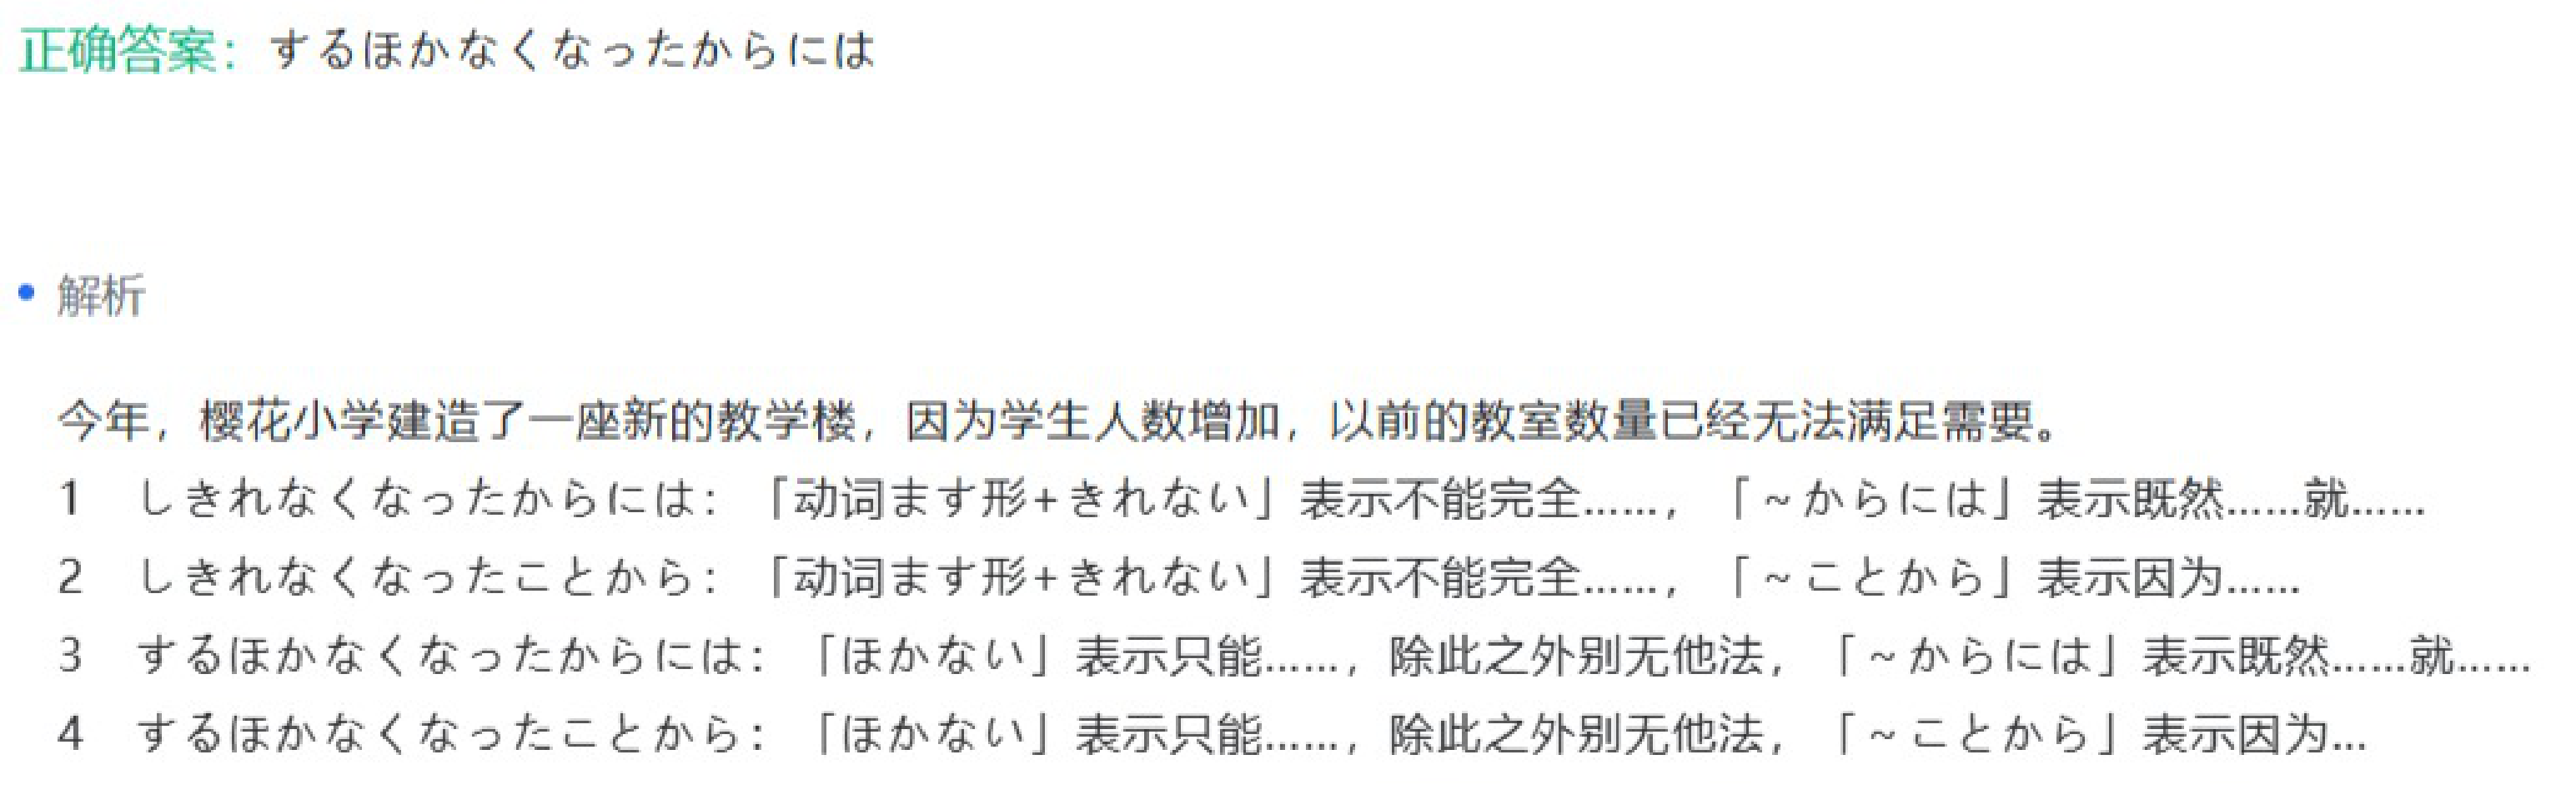 正确答案：するほかなくなったからには
• 解析
今年，樱花小学建造了一座新的教学楼，因为学生人数增加，以前的教室数量已经无法满足需要。
1　しきれなくなったからには：「动词ます形+きれない」表示不能完全……，「~からには」表示既然……就……
2　しきれなくなったことから：「动词ます形+きれない」表示不能完全……，「~ことから」表示因为……
3　するほかなくなったからには：「ほかない」表示只能……，除此之外别无他法，「~からには」表示既然……就……
4　するほかなくなったことから：「ほかない」表示只能……，除此之外别无他法，「~ことから」表示因为...